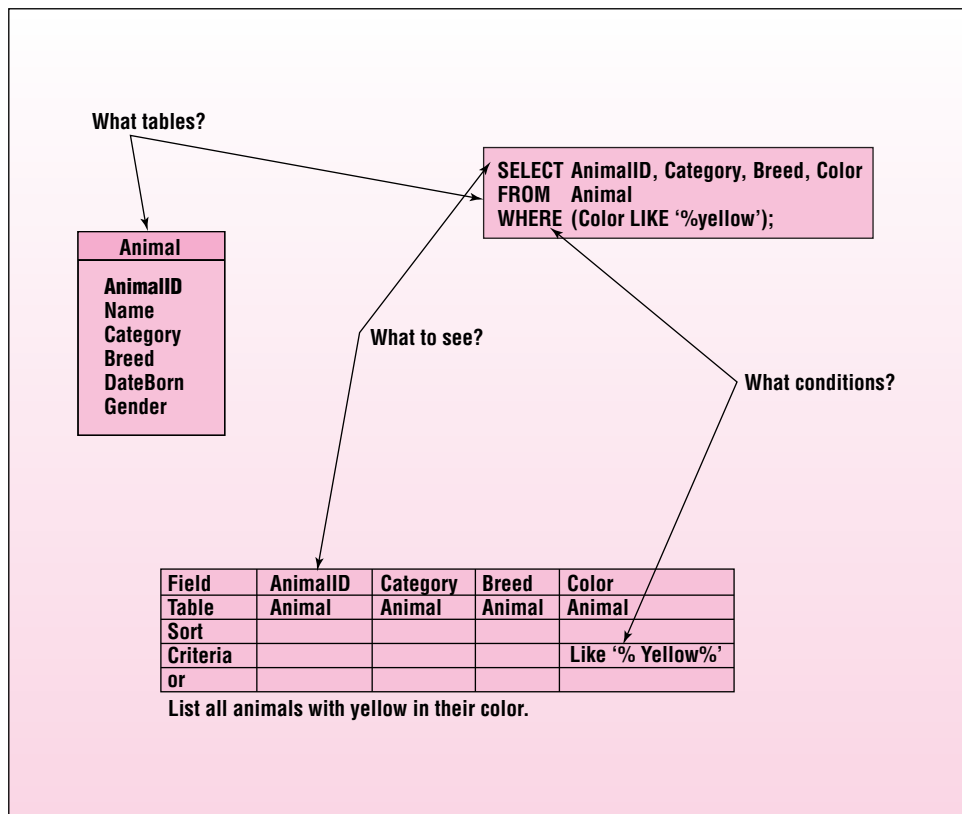 What tables?
SELECT AnimalID, Category, Breed, Color
FROM Animal
WHERE (Color LIKE ‘%yellow’);
Animal
AnimalID
Name
Category
Breed
DateBorn
Gender
What to see?
What conditions?
Field AnimalID Category Breed Color
Table Animal Animal Animal Animal
Sort
Criteria Like ‘% Yellow%’
or
List all animals with yellow in their color.